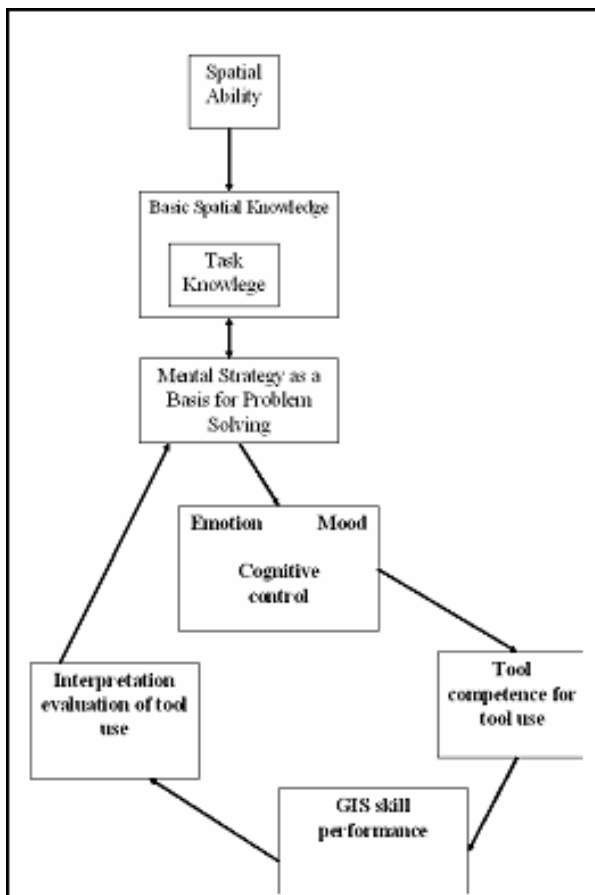 Spatial
Ability
Basic Spatial Knowledge
Task
Knowlege
Mental Strategy as a
Basis for Problem
Solving
Emotion Mood
Cognitive
control
Interpretation
evaluation of tool
use
Tool
competence for
tool use
GIS skill
performance